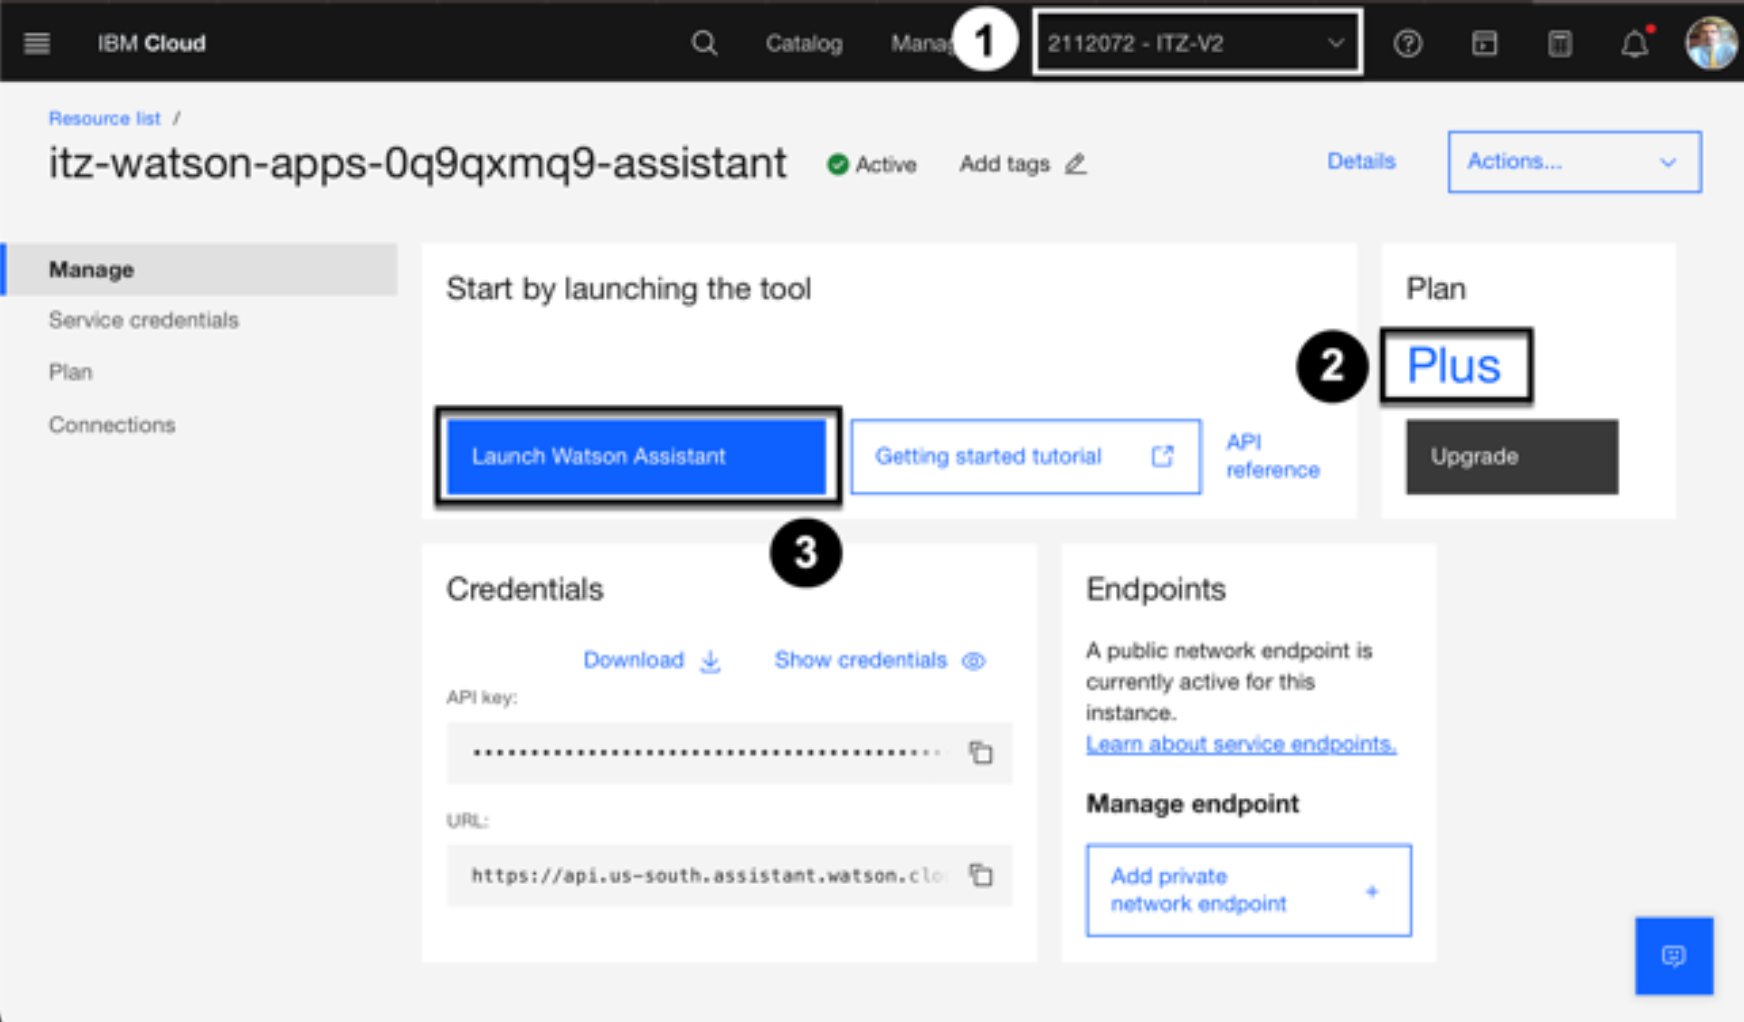 IBM Cloud
Catalog
Manag
1
2112072 - ITZ-V2
Resource list /
itz-watson-apps-0q9qxmq9-assistant
Active
Add tags
Details
Actions...
Manage
Service credentials
Plan
Connections
Start by launching the tool
Launch Watson Assistant
Getting started tutorial
API
reference
3
Plan
2
Plus
Upgrade
Credentials
Download
Show credentials
API key:
URL:
https://api.us-south.assistant.watson.clo
Endpoints
A public network endpoint is
currently active for this
instance.
Learn about service endpoints.
Manage endpoint
Add private
network endpoint
+